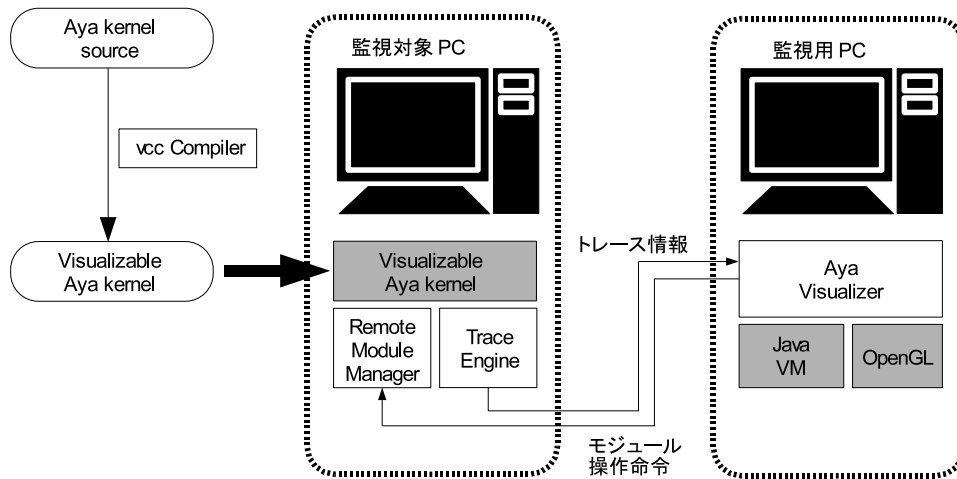 Aya kernel
source
vcc Compiler
Visualizable
Aya kernel
監視対象 PC
Visualizable
Aya kernel
Remote
Module
Manager
Trace
Engine
トレース情報
モジュール
操作命令
監視用 PC
Aya
Visualizer
Java
VM
OpenGL